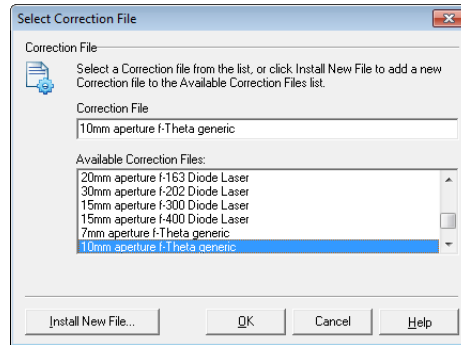 Select Correction File
Correction File
Select a Correction file from the list, or click Install New File to add a new
Correction file to the Available Correction Files list.
Correction File
10mm aperture f-Theta generic
Available Correction Files:
20mm aperture f-163 Diode Laser
30mm aperture f-202 Diode Laser
15mm aperture f-300 Diode Laser
15mm aperture f-400 Diode Laser
7mm aperture f-Theta generic
10mm aperture f-Theta generic
Install New File... OK Cancel Help